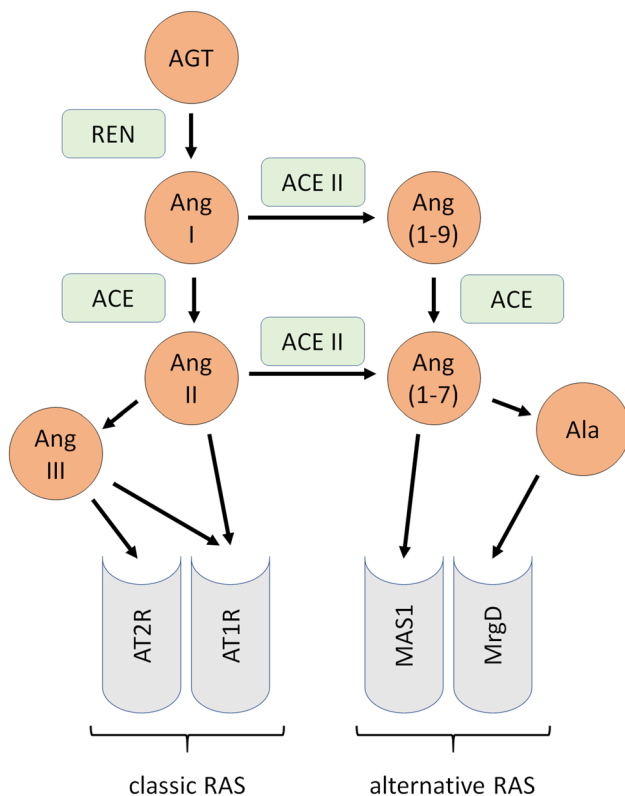 AGT
REN
ACE II
Ang
I
Ang
(1-9)
ACE
ACE
ACE II
Ang
II
Ang
(1-7)
Ang
III
Ala
AT2R
AT1R
MAS1
MrgD
classic RAS
alternative RAS